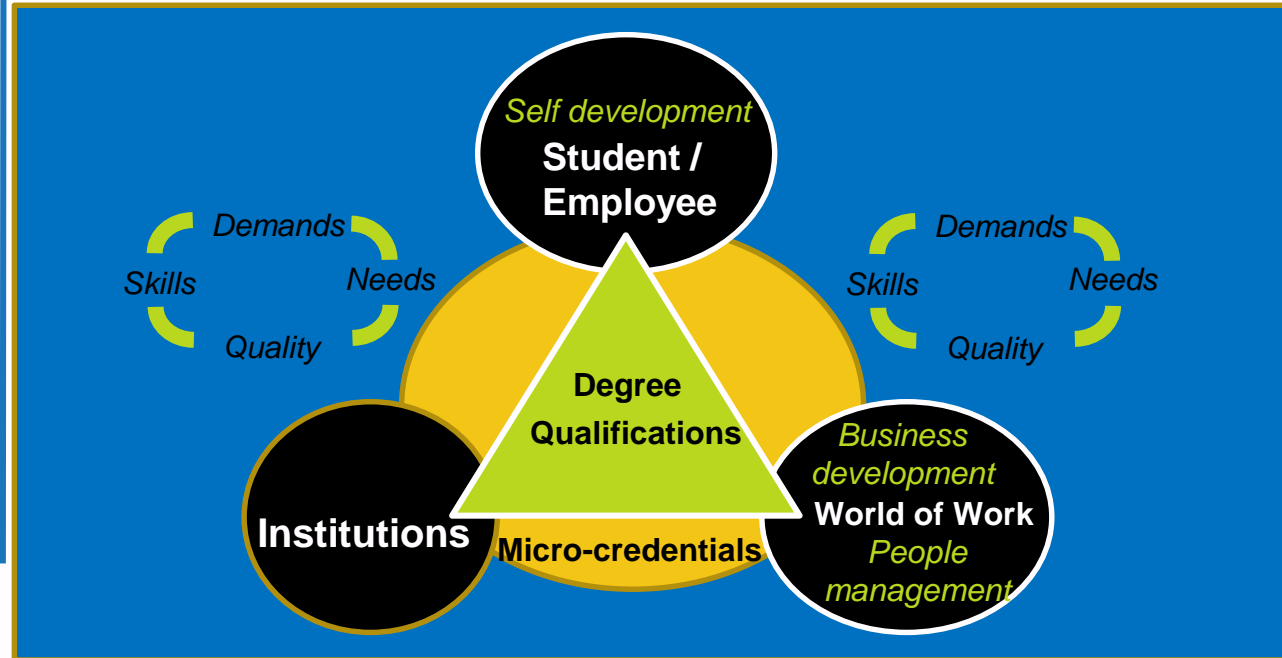 Self development
Student /
Employee
Demands
Skills
Needs
Quality
Demands
Skills
Needs
Quality
Degree
Qualifications
Institutions
Micro-credentials
Business
development
World of Work
People
management